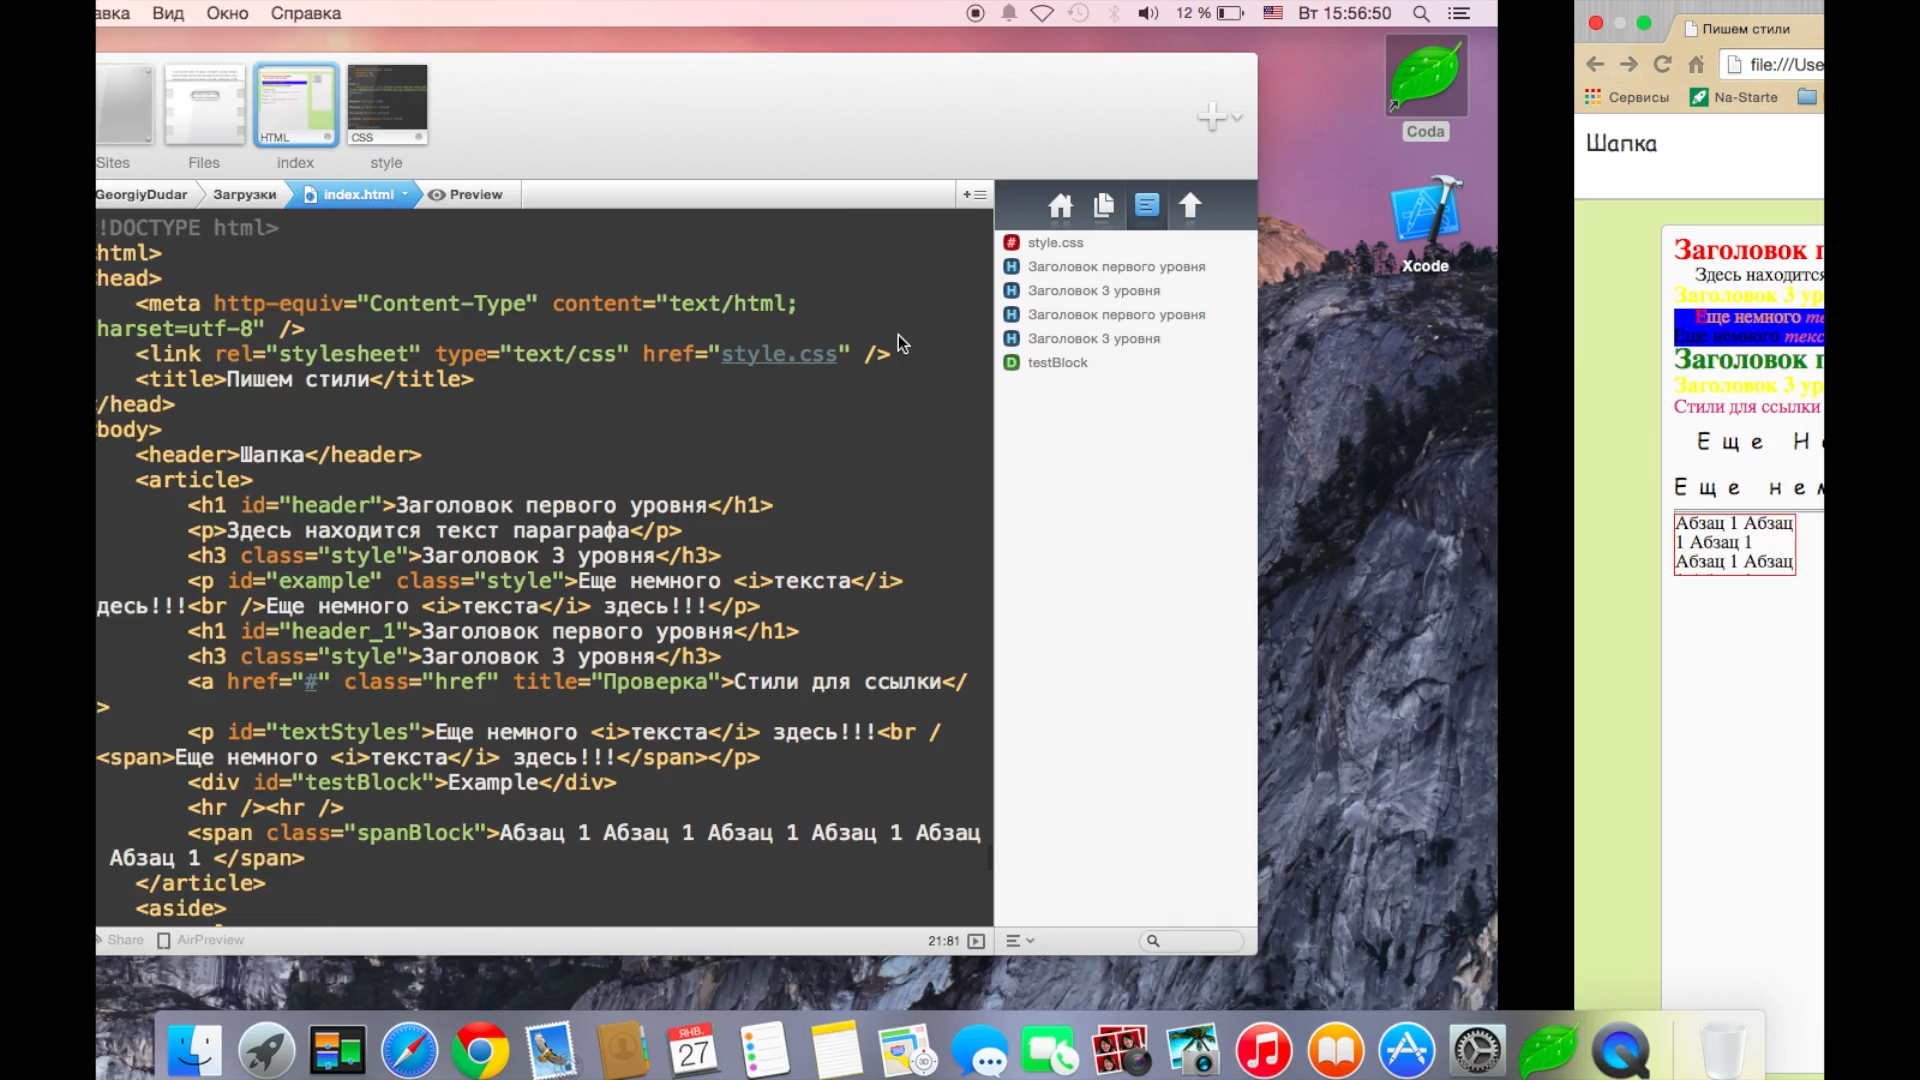 авка Вид Окно Справка 12 % Вт 15:56:50
HTML CSS
Sites Files index style
GeorgiyDudar Загрузки index.html Preview
!DOCTYPE html>
html>
head>
<meta http-equiv="Content-Type" content="text/html;
harset=utf-8" />
<link rel="stylesheet" type="text/css" href="style.css" />
<title>Пишем стили</title>
/head>
body>
<header>Шапка</header>
<article>
<h1 id="header">Заголовок первого уровня</h1>
<p>Здесь находится текст параграфа</p>
<h3 class="style">Заголовок 3 уровня</h3>
<p id="example" class="style">Еще немного <i>текста</i>
десь!!!<br />Еще немного <i>текста</i> здесь!!!</p>
<h1 id="header_1">Заголовок первого уровня</h1>
<h3 class="style">Заголовок 3 уровня</h3>
<a href="#" class="href" title="Проверка">Стили для ссылки</
>
<p id="textStyles">Еще немного <i>текста</i> здесь!!!<br /
<span>Еще немного <i>текста</i> здесь!!!</span></p>
<div id="testBlock">Example</div>
<hr /><hr />
<span class="spanBlock">Абзац 1 Абзац 1 Абзац 1 Абзац 1 Абзац
Абзац 1 </span>
</article>
<aside>
Share AirPreview 21:81
# style.css
H Заголовок первого уровня
H Заголовок 3 уровня
H Заголовок первого уровня
H Заголовок 3 уровня
D testBlock
Coda
Xcode
Пишем стили
file:///Use
Сервисы Na-Starte
Шапка
Заголовок п
Здесь находится
Заголовок 3 ур
Еще немного те
Еще немного текс
Заголовок п
Заголовок 3 ур
Стили для ссылки
Еще Не
Еще нем
Абзац 1 Абзац
1 Абзац 1
Абзац 1 Абзац
ЯНВ.
27